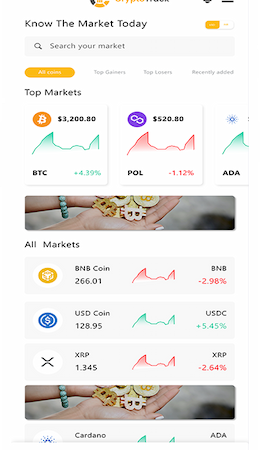 CryptoTrack
Know The Market Today
Search your market
All coins
Top Gainers
Top Losers
Recently added
Top Markets
$3,200.80
BTC +4.39%
$520.80
POL -1.12%
ADA
All Markets
BNB Coin BNB
266.01 -2.98%
USD Coin USDC
128.95 +5.45%
XRP XRP
1.345 -2.64%
Cardano ADA